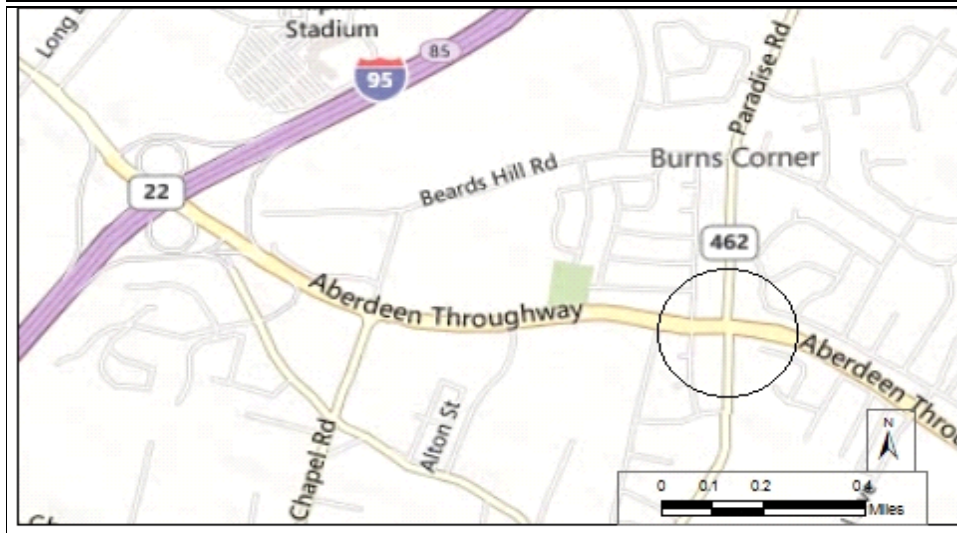 Long
Stadium
85
95
Paradise Rd
Burns Corner
22
Beards Hill Rd
462
Aberdeen Throughway
Aberdeen Throu
Alton St
Chapel Rd
N
0 0.1 0.2 0.4
Miles